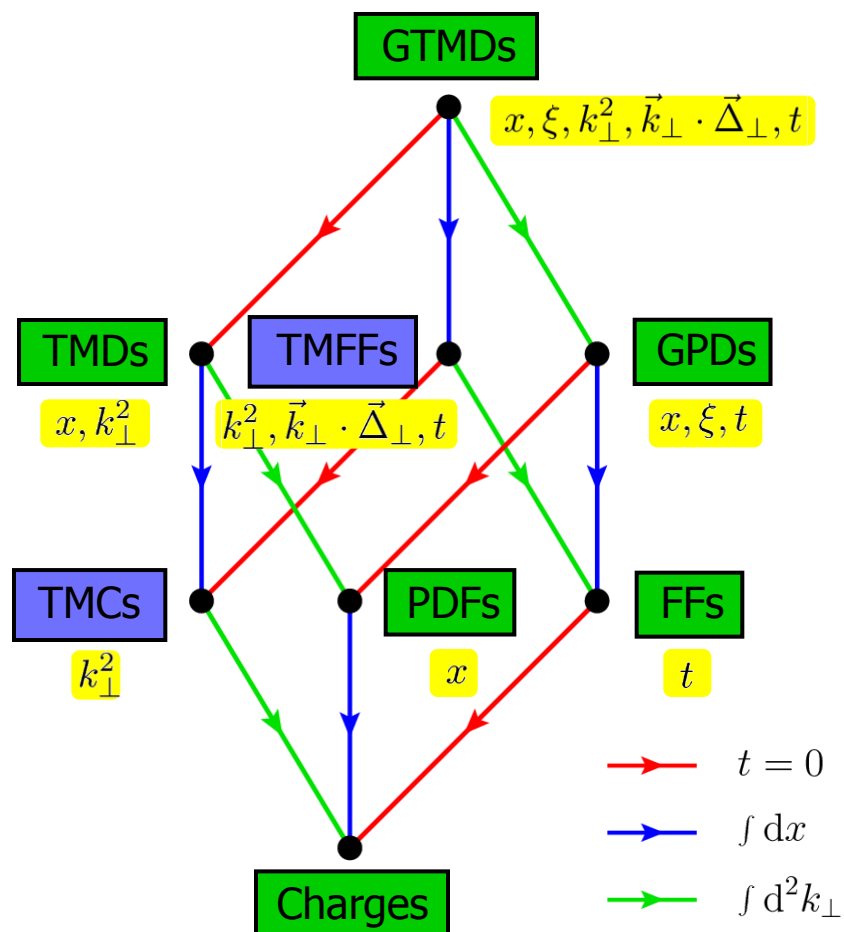 GTMDs
x, ξ, k⊥², k⃗⊥ · Δ⃗⊥, t
TMDs
TMFFs
GPDs
x, k⊥²
k⊥², k⃗⊥ · Δ⃗⊥, t
x, ξ, t
TMCs
PDFs
FFs
k⊥²
x
t
t = 0
∫ dx
∫ d²k⊥
Charges